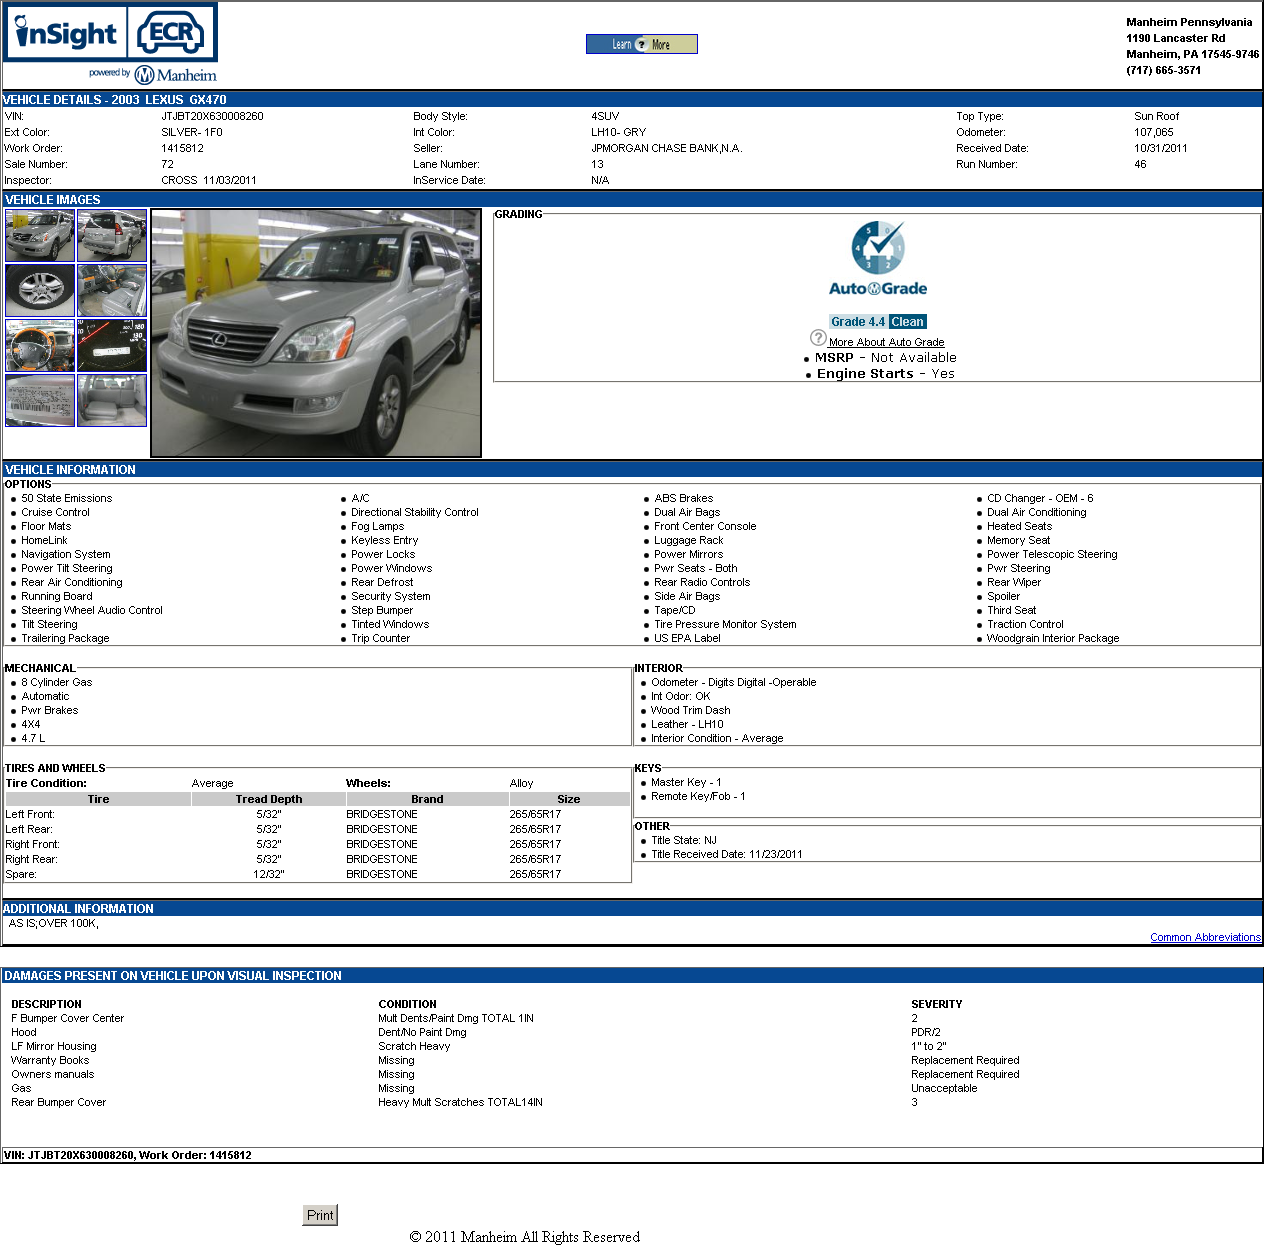 inSight ECR
powered by Manheim
Learn ? More
Manheim Pennsylvania
1190 Lancaster Rd
Manheim, PA 17545-9746
(717) 665-3571
VEHICLE DETAILS - 2003 LEXUS GX470
VIN: JTJBT20X630008260 Body Style: 4SUV Top Type: Sun Roof
Ext Color: SILVER- 1F0 Int Color: LH10- GRY Odometer: 107,065
Work Order: 1415812 Seller: JPMORGAN CHASE BANK,N.A. Received Date: 10/31/2011
Sale Number: 72 Lane Number: 13 Run Number: 46
Inspector: CROSS 11/03/2011 InService Date: N/A
VEHICLE IMAGES
GRADING
5 0 4 1 3 2
AutoGrade
Grade 4.4 Clean
? More About Auto Grade
• MSRP - Not Available
• Engine Starts - Yes
VEHICLE INFORMATION
OPTIONS
• 50 State Emissions • A/C • ABS Brakes • CD Changer - OEM - 6
• Cruise Control • Directional Stability Control • Dual Air Bags • Dual Air Conditioning
• Floor Mats • Fog Lamps • Front Center Console • Heated Seats
• HomeLink • Keyless Entry • Luggage Rack • Memory Seat
• Navigation System • Power Locks • Power Mirrors • Power Telescopic Steering
• Power Tilt Steering • Power Windows • Pwr Seats - Both • Pwr Steering
• Rear Air Conditioning • Rear Defrost • Rear Radio Controls • Rear Wiper
• Running Board • Security System • Side Air Bags • Spoiler
• Steering Wheel Audio Control • Step Bumper • Tape/CD • Third Seat
• Tilt Steering • Tinted Windows • Tire Pressure Monitor System • Traction Control
• Trailering Package • Trip Counter • US EPA Label • Woodgrain Interior Package
MECHANICAL
• 8 Cylinder Gas
• Automatic
• Pwr Brakes
• 4X4
• 4.7 L
INTERIOR
• Odometer - Digits Digital -Operable
• Int Odor: OK
• Wood Trim Dash
• Leather - LH10
• Interior Condition - Average
TIRES AND WHEELS
Tire Condition: Average Wheels: Alloy
Tire Tread Depth Brand Size
Left Front: 5/32" BRIDGESTONE 265/65R17
Left Rear: 5/32" BRIDGESTONE 265/65R17
Right Front: 5/32" BRIDGESTONE 265/65R17
Right Rear: 5/32" BRIDGESTONE 265/65R17
Spare: 12/32" BRIDGESTONE 265/65R17
KEYS
• Master Key - 1
• Remote Key/Fob - 1
OTHER
• Title State: NJ
• Title Received Date: 11/23/2011
ADDITIONAL INFORMATION
AS IS;OVER 100K,
Common Abbreviations
DAMAGES PRESENT ON VEHICLE UPON VISUAL INSPECTION
DESCRIPTION CONDITION SEVERITY
F Bumper Cover Center Mult Dents/Paint Dmg TOTAL 1IN 2
Hood Dent/No Paint Dmg PDR/2
LF Mirror Housing Scratch Heavy 1" to 2"
Warranty Books Missing Replacement Required
Owners manuals Missing Replacement Required
Gas Missing Unacceptable
Rear Bumper Cover Heavy Mult Scratches TOTAL14IN 3
VIN: JTJBT20X630008260, Work Order: 1415812
Print
© 2011 Manheim All Rights Reserved